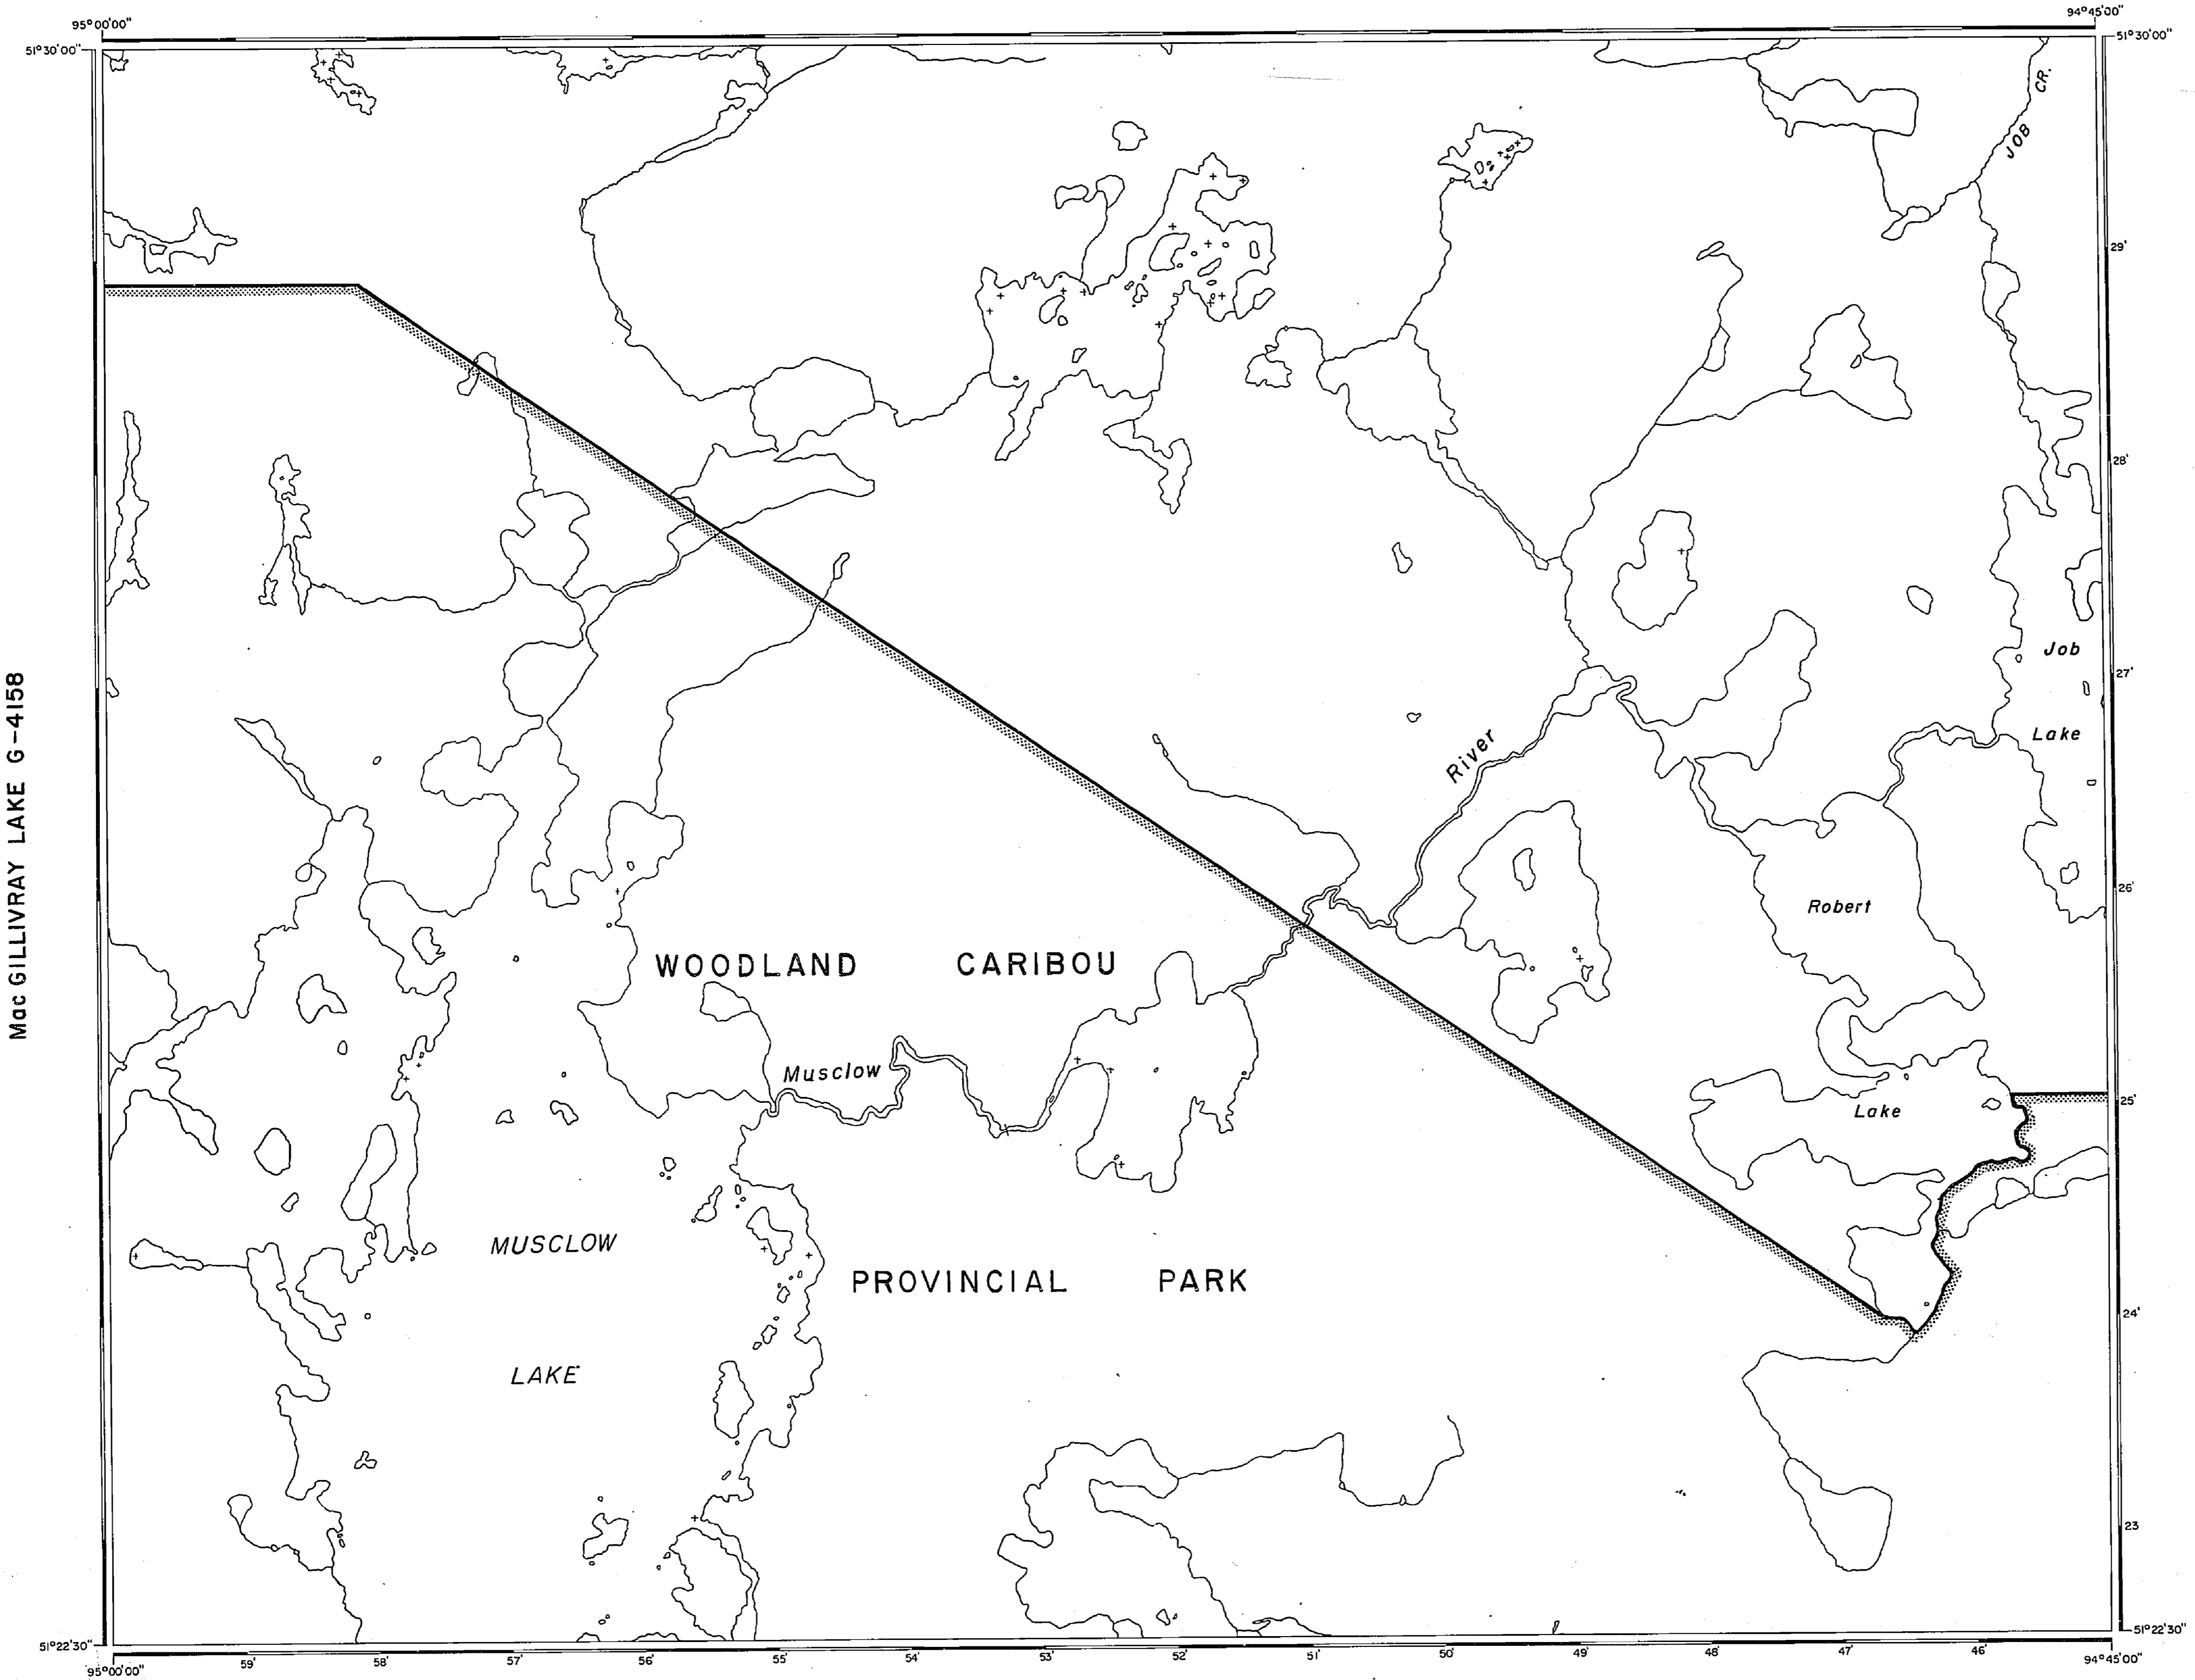 95°00'00"
94°45'00"
51°30'00"
51°30'00"
JOB CR.
29'
28'
Job
Lake
27'
Mac GILLIVRAY LAKE G-4158
River
26'
Robert
WOODLAND CARIBOU
Musclow
25'
Lake
MUSCLOW
PROVINCIAL PARK
24'
LAKE
23
51°22'30"
51°22'30"
95°00'00"
59'
58'
57'
56'
55'
54'
53'
52'
51'
50'
49'
48'
47'
46'
94°45'00"